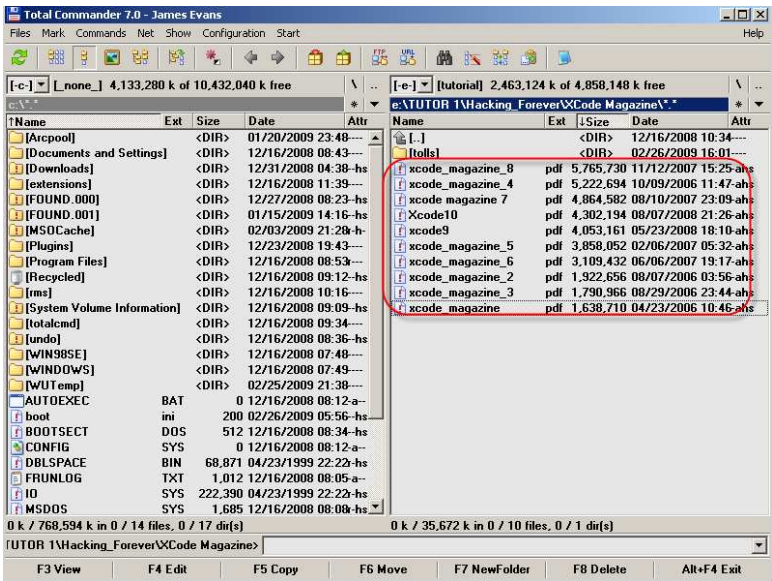 Total Commander 7.0 - James Evans
Files Mark Commands Net Show Configuration Start Help
FTP URL
[-c-] [_none_] 4,133,280 k of 10,432,040 k free \ ..
c:\*.* * ▼
↑Name Ext Size Date Attr
[Arcpool] <DIR> 01/20/2009 23:48 ----
[Documents and Settings] <DIR> 12/16/2008 08:43 ----
[Downloads] <DIR> 12/31/2008 04:38 --hs
[extensions] <DIR> 12/16/2008 11:39 ----
[FOUND.000] <DIR> 12/27/2008 08:23 --hs
[FOUND.001] <DIR> 01/15/2009 14:16 --hs
[MSOCache] <DIR> 02/03/2009 21:28 r-h-
[Plugins] <DIR> 12/23/2008 19:43 ----
[Program Files] <DIR> 12/16/2008 08:53 r---
[Recycled] <DIR> 12/16/2008 09:12 --hs
[rms] <DIR> 12/16/2008 10:16 ----
[System Volume Information] <DIR> 12/16/2008 09:09 --hs
[totalcmd] <DIR> 12/16/2008 09:34 ----
[undo] <DIR> 12/16/2008 08:36 --hs
[WIN98SE] <DIR> 12/16/2008 07:48 ----
[WINDOWS] <DIR> 12/16/2008 07:49 ----
[WUTemp] <DIR> 02/25/2009 21:38 ----
AUTOEXEC BAT 0 12/16/2008 08:12 -a--
boot ini 200 02/26/2009 05:56 --hs
BOOTSECT DOS 512 12/16/2008 08:34 --hs
CONFIG SYS 0 12/16/2008 08:12 -a--
DBLSPACE BIN 68,871 04/23/1999 22:22 r-hs
FRUNLOG TXT 1,012 12/16/2008 08:05 -a--
IO SYS 222,390 04/23/1999 22:22 r-hs
MSDOS SYS 1,685 12/16/2008 08:08 r-hs
0 k / 768,594 k in 0 / 14 files, 0 / 17 dir(s)
[-e-] [tutorial] 2,463,124 k of 4,858,148 k free \ ..
e:\TUTOR 1\Hacking_Forever\XCode Magazine\*.* * ▼
Name Ext ↓Size Date Attr
[..] <DIR> 12/16/2008 10:34 ----
[tolls] <DIR> 02/26/2009 16:01 ----
xcode_magazine_8 pdf 5,765,730 11/12/2007 15:25 -ahs
xcode_magazine_4 pdf 5,222,694 10/09/2006 11:47 -ahs
xcode magazine 7 pdf 4,864,582 08/10/2007 23:09 -ahs
Xcode10 pdf 4,302,194 08/07/2008 21:26 -ahs
xcode9 pdf 4,053,161 05/23/2008 18:10 -ahs
xcode_magazine_5 pdf 3,858,052 02/06/2007 05:32 -ahs
xcode_magazine_6 pdf 3,109,432 06/06/2007 19:17 -ahs
xcode_magazine_2 pdf 1,922,656 08/07/2006 03:56 -ahs
xcode_magazine_3 pdf 1,790,966 08/29/2006 23:44 -ahs
xcode_magazine pdf 1,638,710 04/23/2006 10:46 -ahs
0 k / 35,672 k in 0 / 10 files, 0 / 1 dir(s)
TUTOR 1\Hacking_Forever\XCode Magazine>
F3 View F4 Edit F5 Copy F6 Move F7 NewFolder F8 Delete Alt+F4 Exit